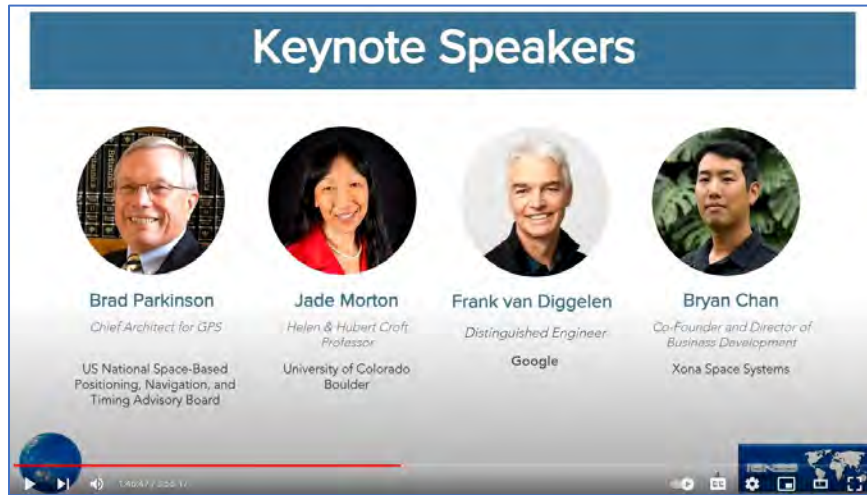 Keynote Speakers
Brad Parkinson
Chief Architect for GPS
US National Space-Based
Positioning, Navigation, and
Timing Advisory Board
Jade Morton
Helen & Hubert Croft
Professor
University of Colorado
Boulder
Frank van Diggelen
Distinguished Engineer
Google
Bryan Chan
Co-Founder and Director of
Business Development
Xona Space Systems
CC